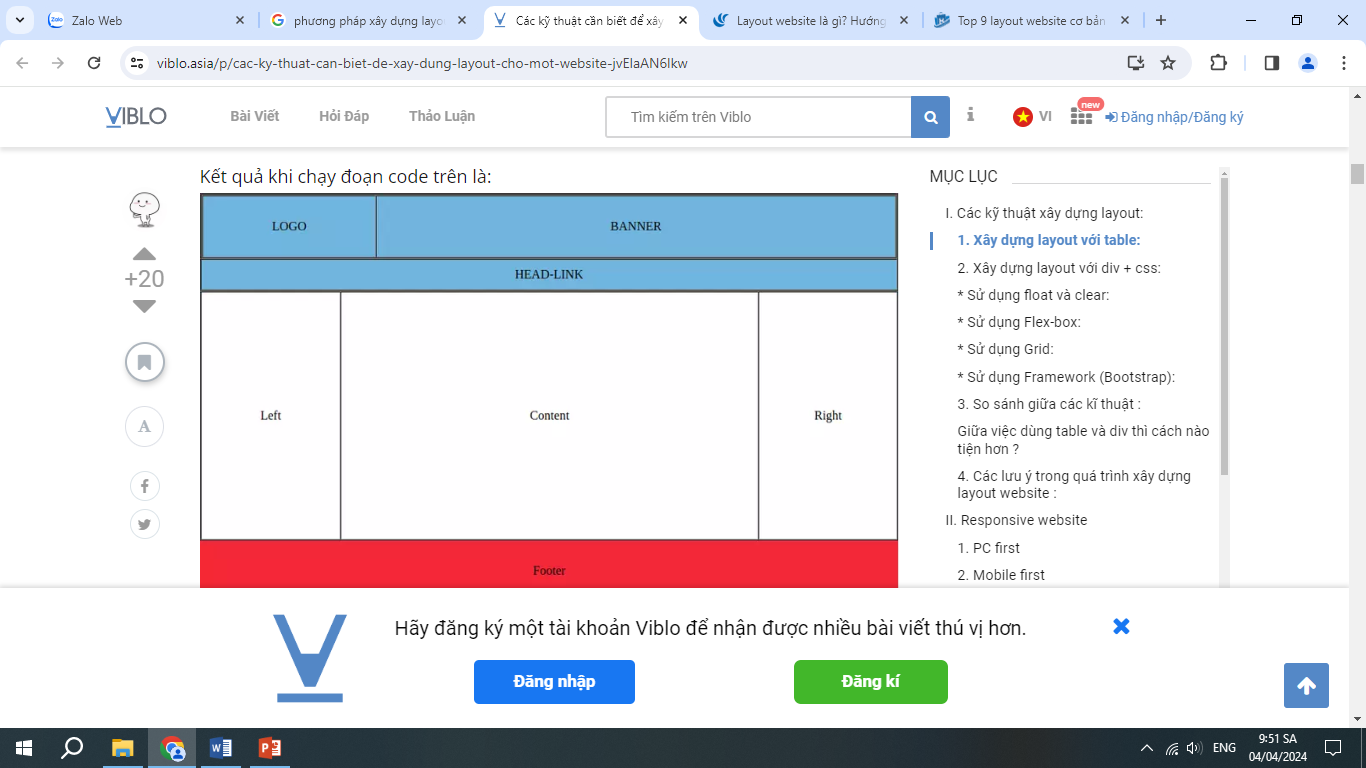 Zalo Web
phương pháp xây dựng layo
Các kỹ thuật cần biết để xây
Layout website là gì? Hướng
Top 9 layout website cơ bản
viblo.asia/p/cac-ky-thuat-can-biet-de-xay-dung-layout-cho-mot-website-jvElaAN6lkw
VIBLO
Bài Viết
Hỏi Đáp
Thảo Luận
Tìm kiếm trên Viblo
VI
new
Đăng nhập/Đăng ký
Kết quả khi chạy đoạn code trên là:
LOGO
BANNER
HEAD-LINK
Left
Content
Right
Footer
+20
A
MỤC LỤC
I. Các kỹ thuật xây dựng layout:
1. Xây dựng layout với table:
2. Xây dựng layout với div + css:
* Sử dụng float và clear:
* Sử dụng Flex-box:
* Sử dụng Grid:
* Sử dụng Framework (Bootstrap):
3. So sánh giữa các kĩ thuật :
Giữa việc dùng table và div thì cách nào
tiện hơn ?
4. Các lưu ý trong quá trình xây dựng
layout website :
II. Responsive website
1. PC first
2. Mobile first
Hãy đăng ký một tài khoản Viblo để nhận được nhiều bài viết thú vị hơn.
Đăng nhập
Đăng kí
ENG
9:51 SA
04/04/2024